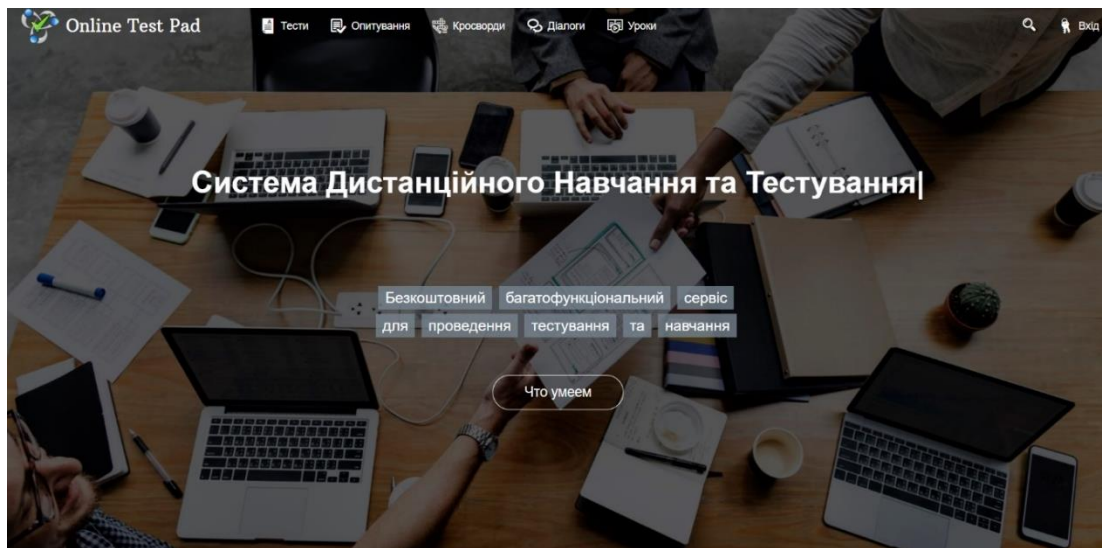 Online Test Pad Тести Опитування Кросворди Діалоги Уроки Вхід
Система Дистанційного Навчання та Тестування|
Безкоштовний багатофункціональний сервіс
для проведення тестування та навчання
Что умеем